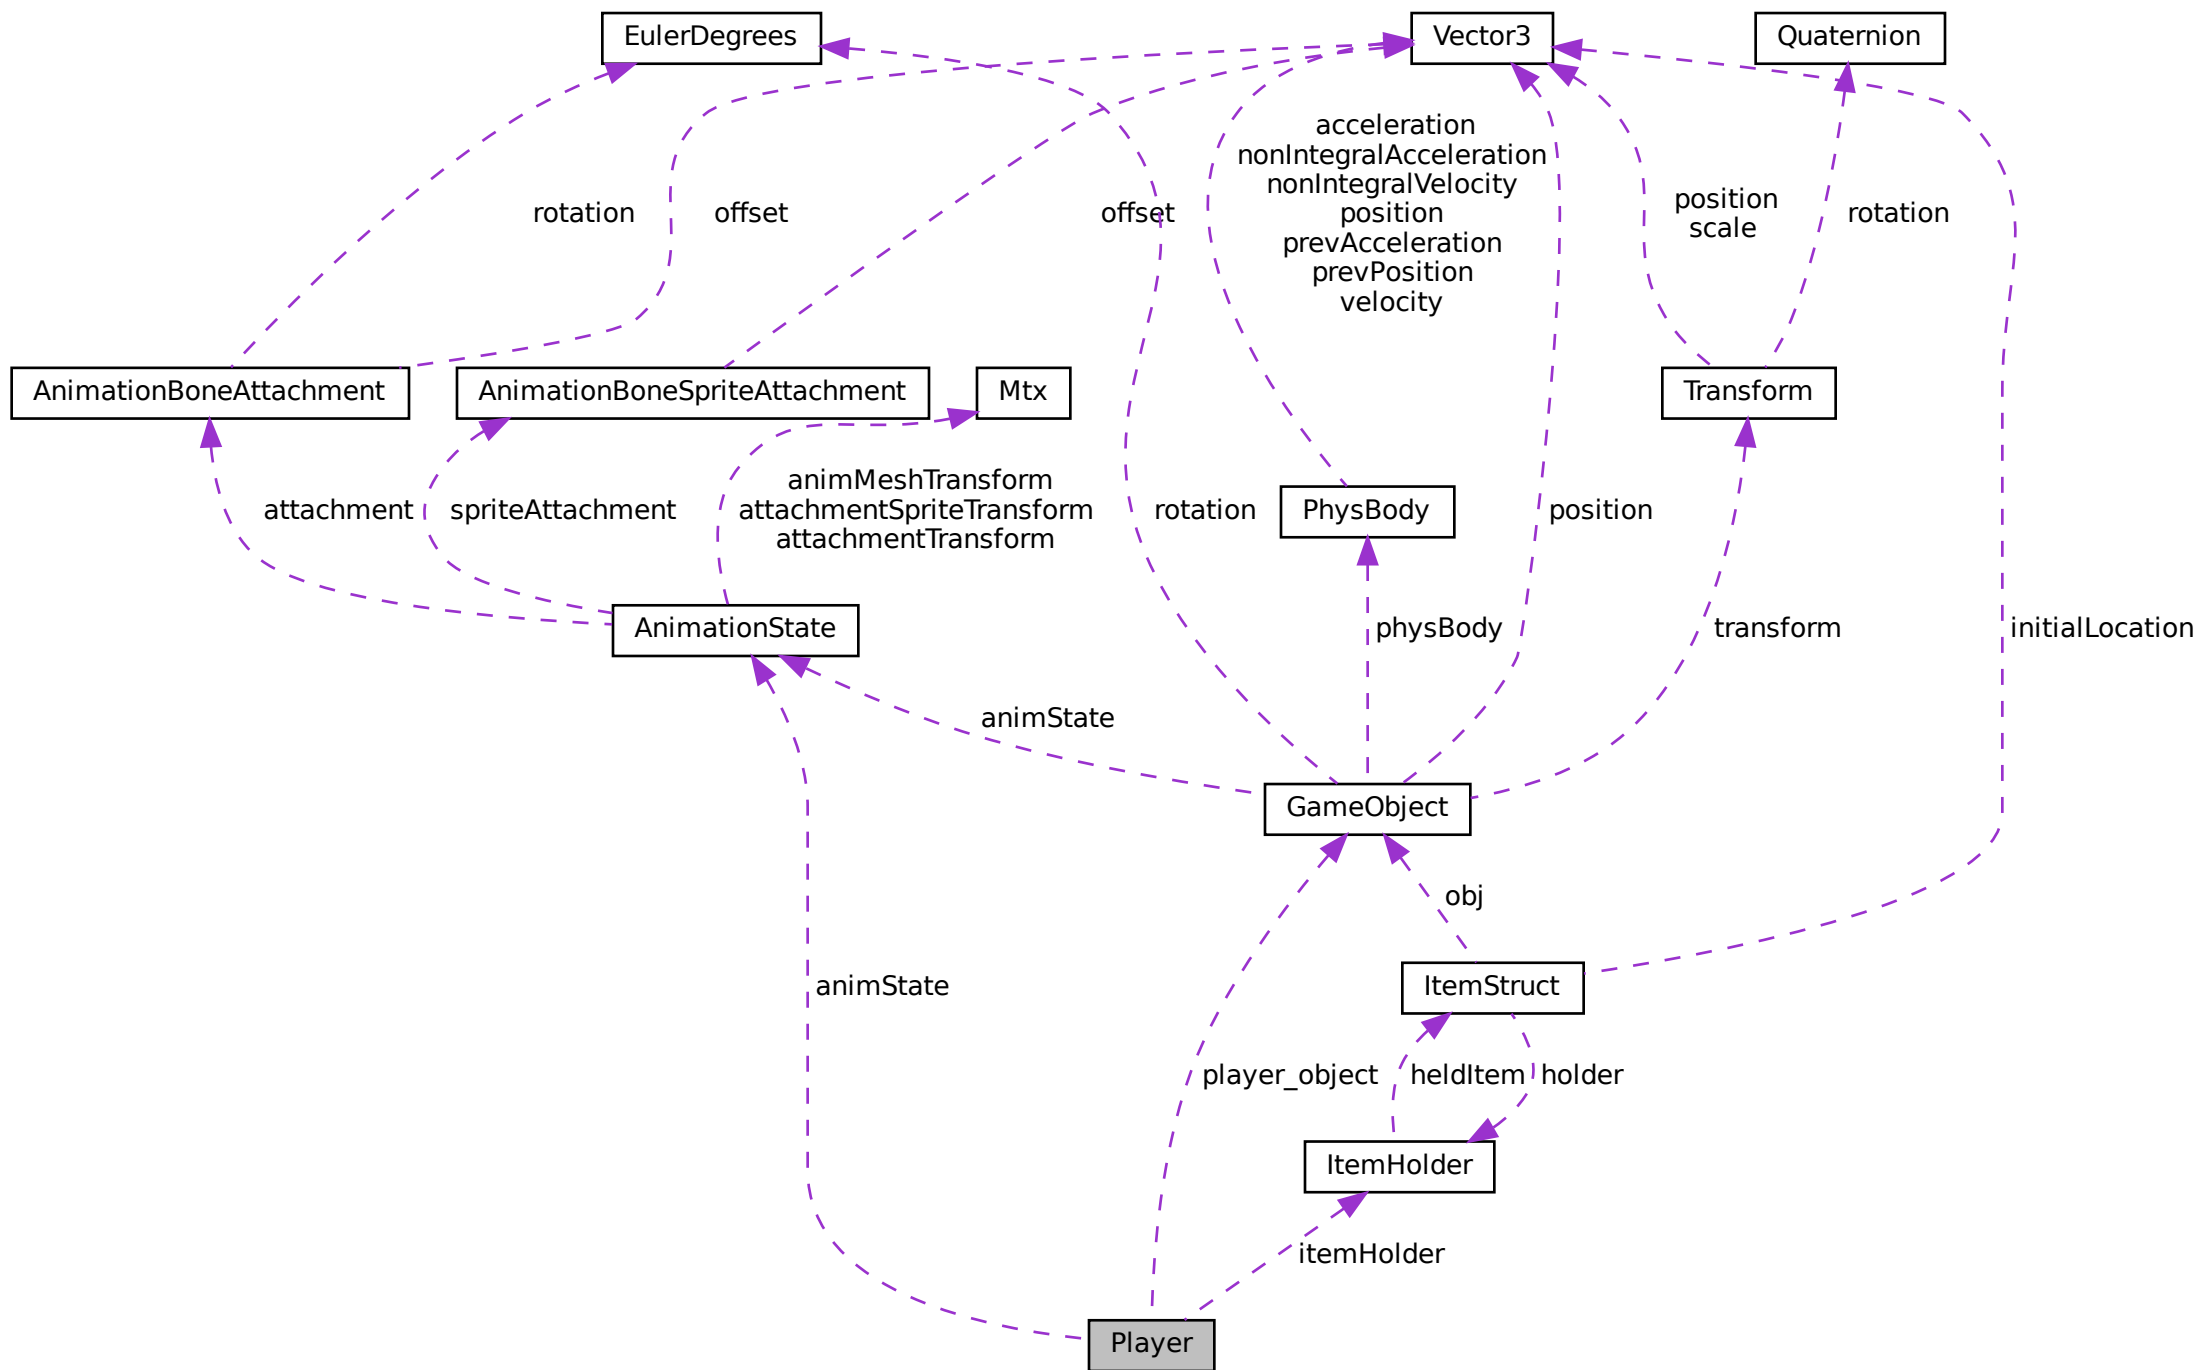 EulerDegrees
Vector3
Quaternion
acceleration
nonIntegralAcceleration
nonIntegralVelocity
position
prevAcceleration
prevPosition
velocity
rotation
offset
offset
position
scale
rotation
AnimationBoneAttachment
AnimationBoneSpriteAttachment
Mtx
Transform
attachment
spriteAttachment
animMeshTransform
attachmentSpriteTransform
attachmentTransform
rotation
PhysBody
position
AnimationState
physBody
transform
initialLocation
animState
GameObject
obj
animState
ItemStruct
player_object
heldItem
holder
ItemHolder
itemHolder
Player